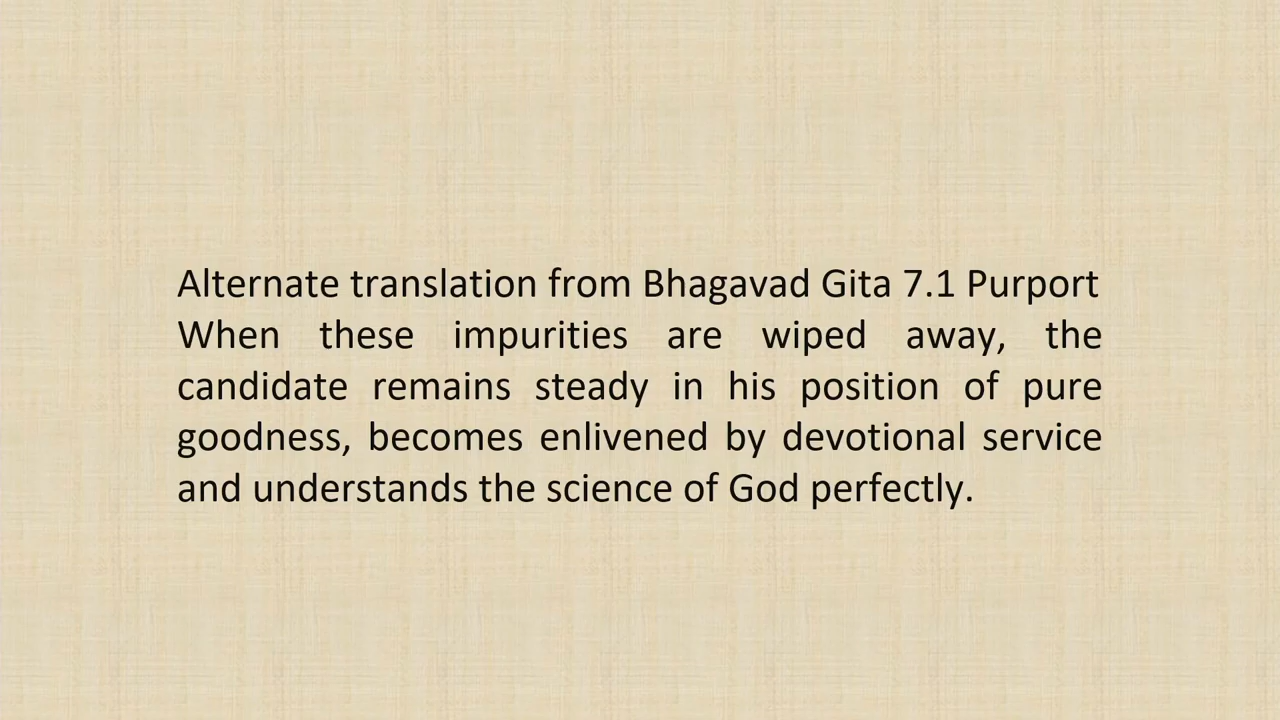 Alternate translation from Bhagavad Gita 7.1 Purport
When these impurities are wiped away, the
candidate remains steady in his position of pure
goodness, becomes enlivened by devotional service
and understands the science of God perfectly.